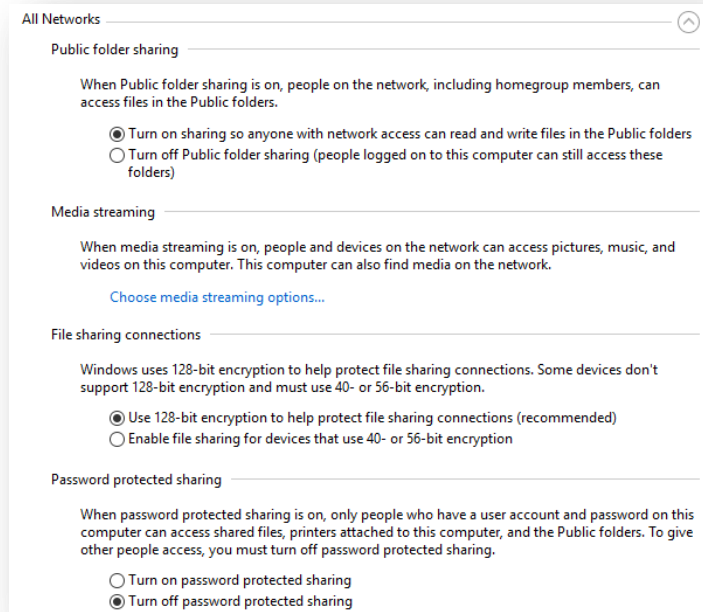 All Networks
Public folder sharing
When Public folder sharing is on, people on the network, including homegroup members, can
access files in the Public folders.
Turn on sharing so anyone with network access can read and write files in the Public folders
Turn off Public folder sharing (people logged on to this computer can still access these
folders)
Media streaming
When media streaming is on, people and devices on the network can access pictures, music, and
videos on this computer. This computer can also find media on the network.
Choose media streaming options...
File sharing connections
Windows uses 128-bit encryption to help protect file sharing connections. Some devices don't
support 128-bit encryption and must use 40- or 56-bit encryption.
Use 128-bit encryption to help protect file sharing connections (recommended)
Enable file sharing for devices that use 40- or 56-bit encryption
Password protected sharing
When password protected sharing is on, only people who have a user account and password on this
computer can access shared files, printers attached to this computer, and the Public folders. To give
other people access, you must turn off password protected sharing.
Turn on password protected sharing
Turn off password protected sharing